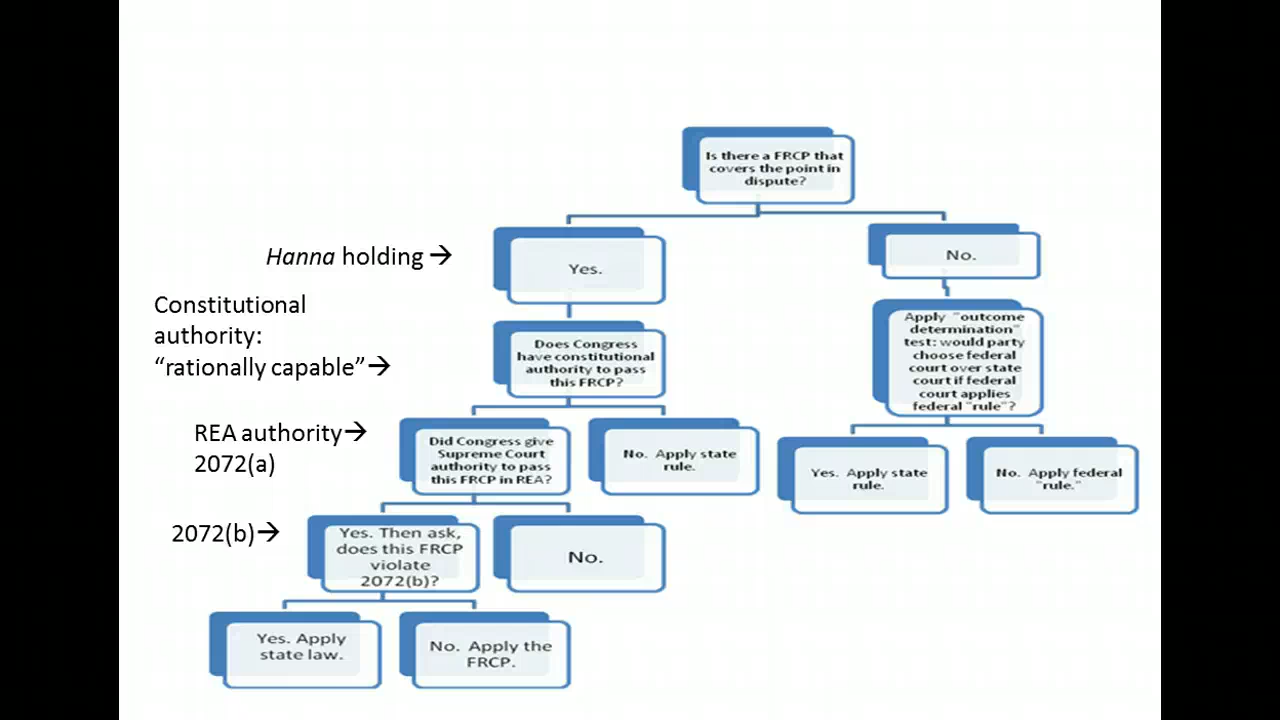 Is there a FRCP that
covers the point in
dispute?
Hanna holding →
Yes.
No.
Constitutional
authority:
“rationally capable”→
Does Congress
have constitutional
authority to pass
this FRCP?
Apply "outcome
determination"
test: would party
choose federal
court over state
court if federal
court applies
federal "rule"?
REA authority→
2072(a)
Did Congress give
Supreme Court
authority to pass
this FRCP in REA?
No. Apply state
rule.
Yes. Apply state
rule.
No. Apply federal
"rule."
2072(b)→
Yes. Then ask,
does this FRCP
violate
2072(b)?
No.
Yes. Apply
state law.
No. Apply the
FRCP.